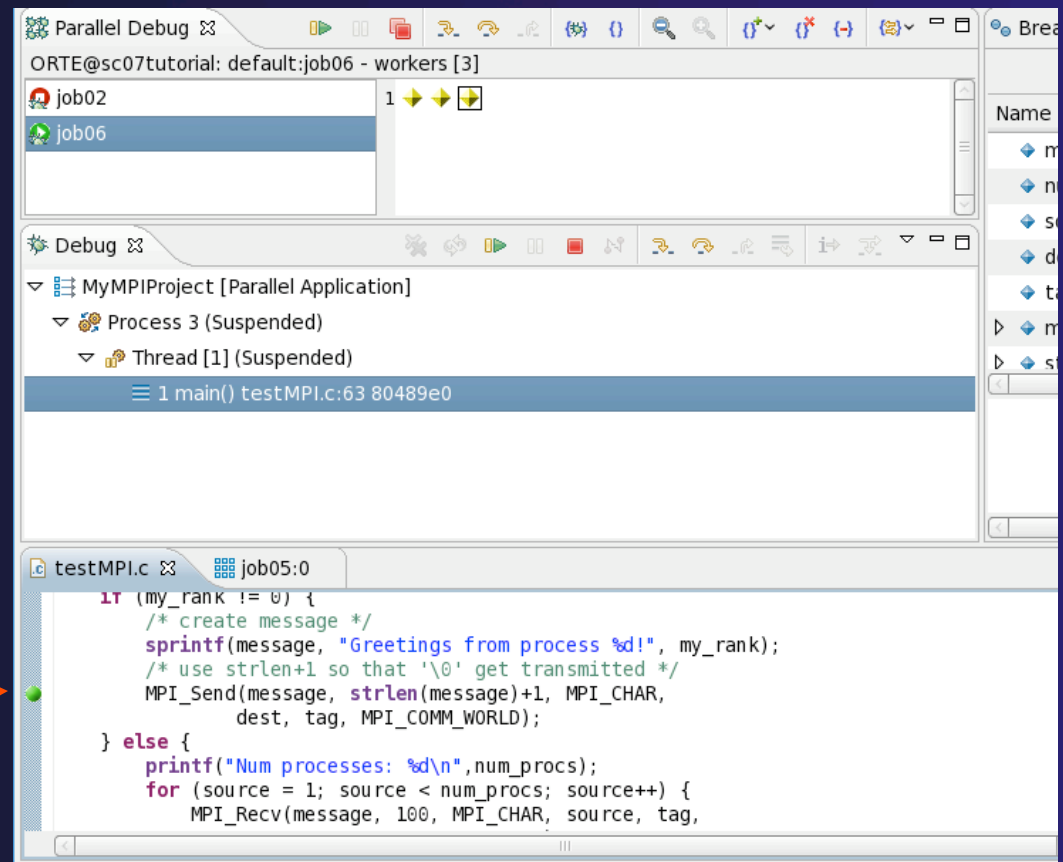 Parallel Debug
ORTE@sc07tutorial: default:job06 - workers [3]
job02
1
job06
Debug
MyMPIProject [Parallel Application]
Process 3 (Suspended)
Thread [1] (Suspended)
1 main() testMPI.c:63 80489e0
Name
testMPI.c
job05:0
if (my_rank != 0) {
/* create message */
sprintf(message, "Greetings from process %d!", my_rank);
/* use strlen+1 so that '\0' get transmitted */
MPI_Send(message, strlen(message)+1, MPI_CHAR,
dest, tag, MPI_COMM_WORLD);
} else {
printf("Num processes: %d\n",num_procs);
for (source = 1; source < num_procs; source++) {
MPI_Recv(message, 100, MPI_CHAR, source, tag,